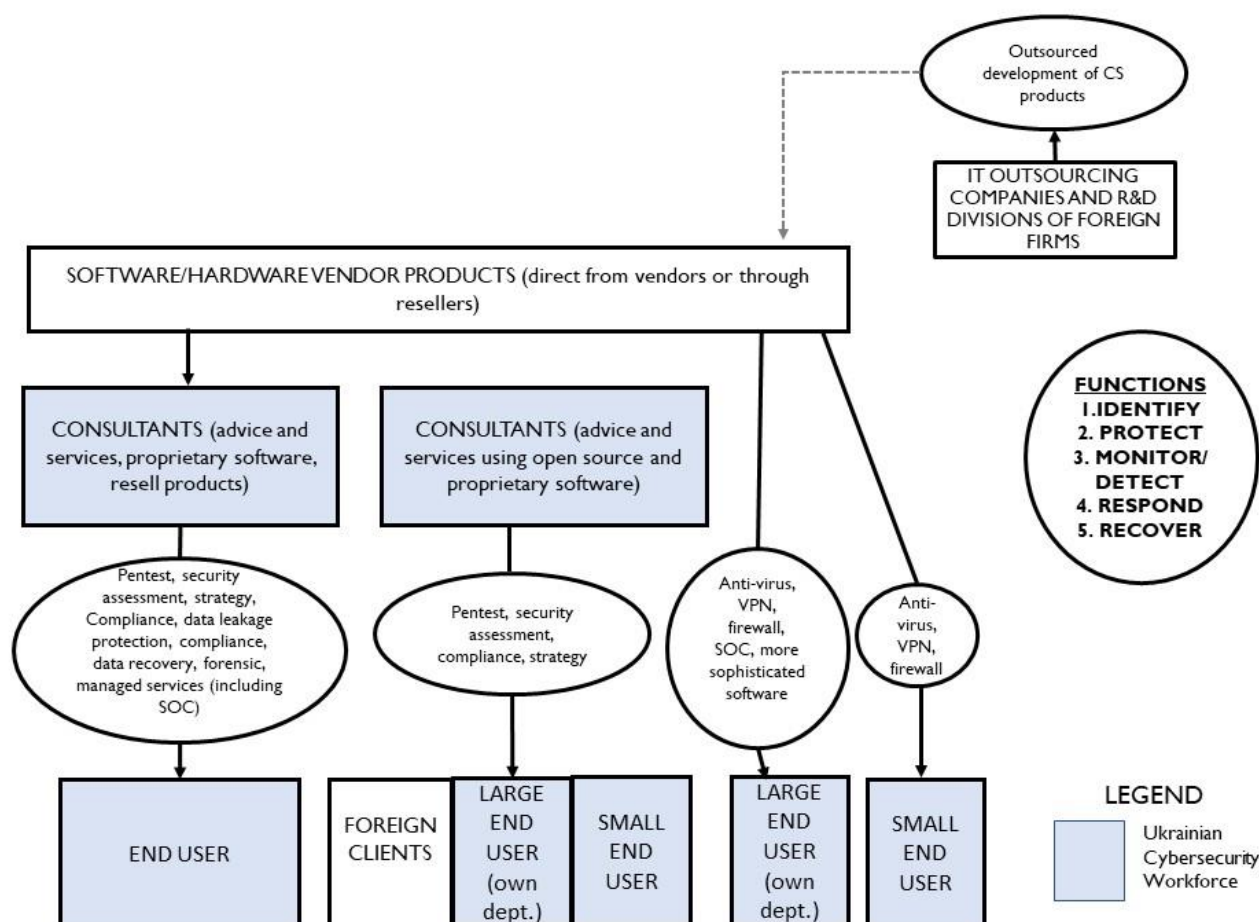 Outsourced
development of CS
products
IT OUTSOURCING
COMPANIES AND R&D
DIVISIONS OF FOREIGN
FIRMS
SOFTWARE/HARDWARE VENDOR PRODUCTS (direct from vendors or through
resellers)
CONSULTANTS (advice and
services, proprietary software,
resell products)
CONSULTANTS (advice and
services using open source and
proprietary software)
FUNCTIONS
1.IDENTIFY
2. PROTECT
3. MONITOR/
DETECT
4. RESPOND
5. RECOVER
Pentest, security
assessment, strategy,
Compliance, data leakage
protection, compliance,
data recovery, forensic,
managed services (including
SOC)
Pentest, security
assessment,
compliance, strategy
Anti-virus,
VPN,
firewall,
SOC, more
sophisticated
software
Anti-
virus,
VPN,
firewall
END USER
FOREIGN
CLIENTS
LARGE
END
USER
(own
dept.)
SMALL
END
USER
LARGE
END
USER
(own
dept.)
SMALL
END
USER
LEGEND
Ukrainian
Cybersecurity
Workforce